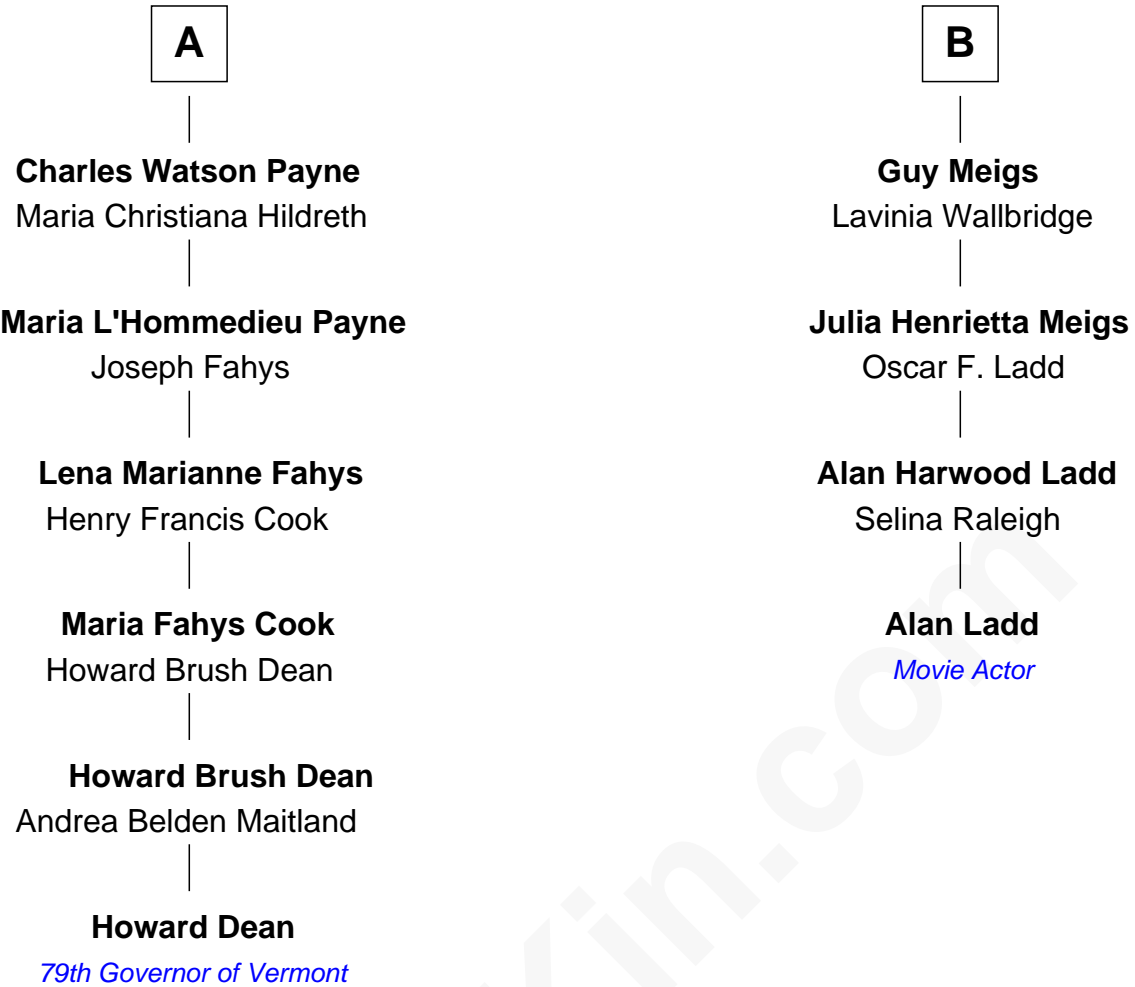 A
Charles Watson Payne
Maria Christiana Hildreth
Maria L'Hommedieu Payne
Joseph Fahys
Lena Marianne Fahys
Henry Francis Cook
Maria Fahys Cook
Howard Brush Dean
Howard Brush Dean
Andrea Belden Maitland
Howard Dean
79th Governor of Vermont
B
Guy Meigs
Lavinia Wallbridge
Julia Henrietta Meigs
Oscar F. Ladd
Alan Harwood Ladd
Selina Raleigh
Alan Ladd
Movie Actor
Kin.com